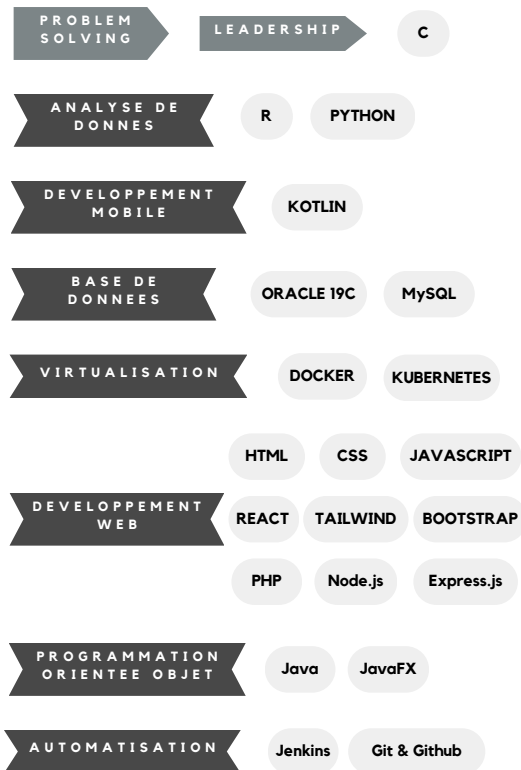 PROBLEM
SOLVING
LEADERSHIP
C
ANALYSE DE
DONNES
R
PYTHON
DEVELOPPEMENT
MOBILE
KOTLIN
BASE DE
DONNEES
ORACLE 19C
MySQL
VIRTUALISATION
DOCKER
KUBERNETES
DEVELOPPEMENT
WEB
HTML
CSS
JAVASCRIPT
REACT
TAILWIND
BOOTSTRAP
PHP
Node.js
Express.js
PROGRAMMATION
ORIENTEE OBJET
Java
JavaFX
AUTOMATISATION
Jenkins
Git & Github